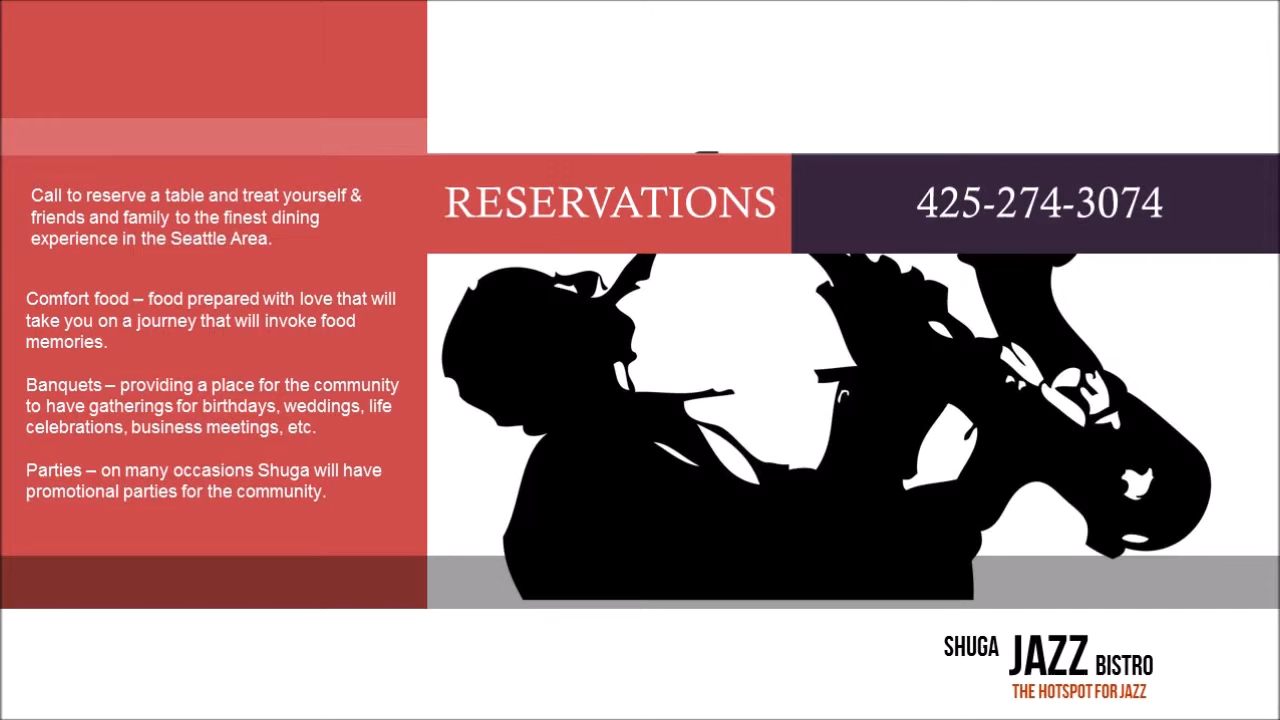 Call to reserve a table and treat yourself &
friends and family to the finest dining
experience in the Seattle Area.
Comfort food – food prepared with love that will
take you on a journey that will invoke food
memories.
Banquets – providing a place for the community
to have gatherings for birthdays, weddings, life
celebrations, business meetings, etc.
Parties – on many occasions Shuga will have
promotional parties for the community.
RESERVATIONS
425-274-3074
SHUGA JAZZ BISTRO
THE HOTSPOT FOR JAZZ